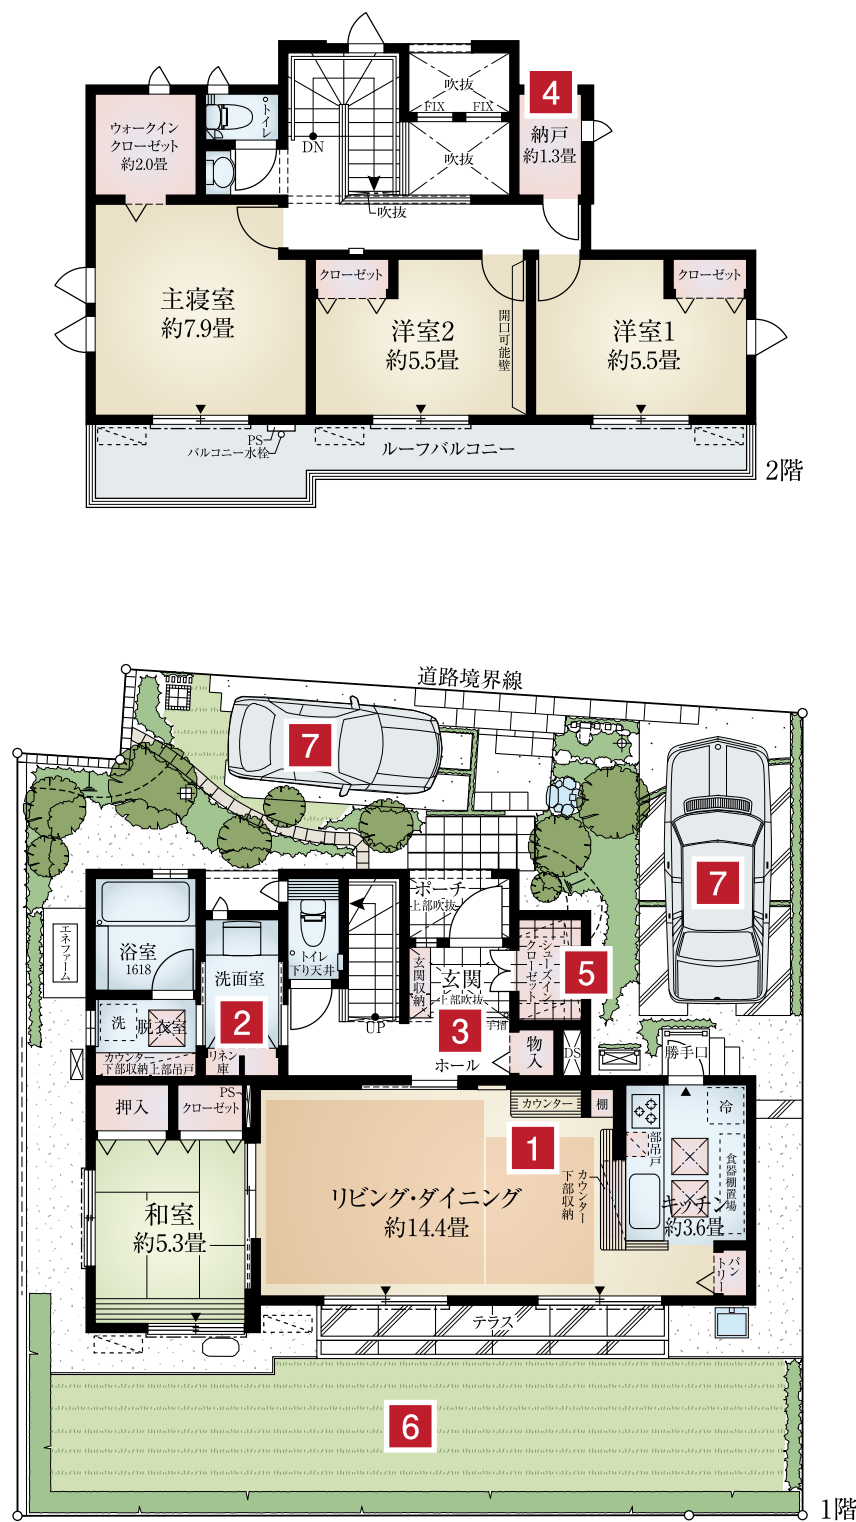 ウォークイン
クローゼット
約2.0畳
トイレ
DN
吹抜
FIX
FIX
吹抜
吹抜
4
納戸
約1.3畳
主寝室
約7.9畳
クローゼット
洋室2
約5.5畳
開口可能壁
クローゼット
洋室1
約5.5畳
PS
バルコニー水栓
ルーフバルコニー
2階
道路境界線
7
7
ポーチ
上部吹抜
浴室
1618
エネファーム
トイレ
下り天井
洗面室
玄関収納
玄関
上部吹抜
シューズイン
クローゼット
5
洗
脱衣室
2
UP
3
手摺
カウンター
下部収納
上部吊戸
リネン
庫
ホール
物入
DS
勝手口
押入
PS
クローゼット
カウンター
棚
冷
1
部吊戸
食器棚置場
和室
約5.3畳
リビング・ダイニング
約14.4畳
カウンター
下部収納
キッチン
約3.6畳
パントリー
テラス
6
1階